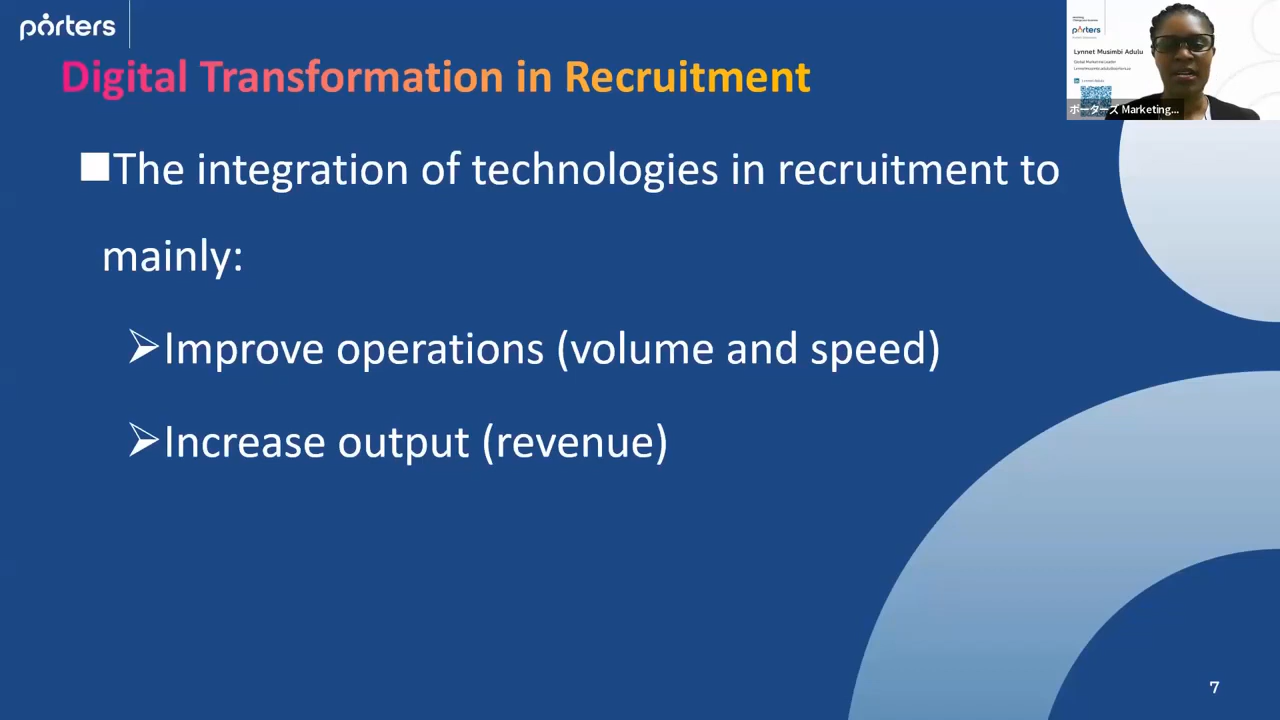 pørters
Digital Transformation in Recruitment
The integration of technologies in recruitment to
mainly:
Improve operations (volume and speed)
Increase output (revenue)
7
porters
Lynnet Musimbi Adulu
ポーターズ Marketing...